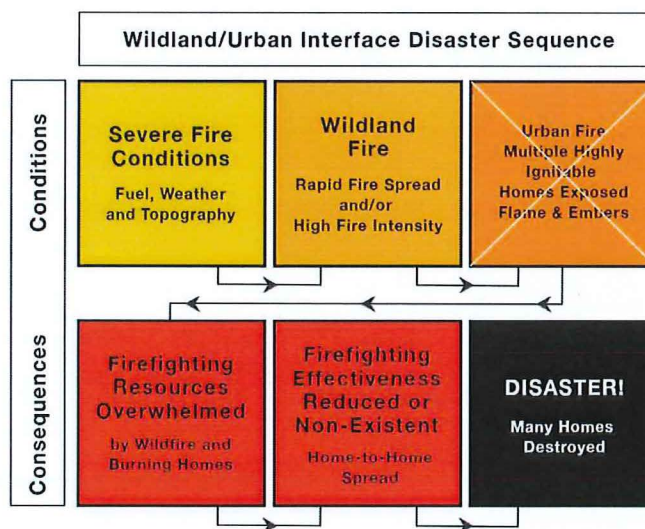 Wildland/Urban Interface Disaster Sequence
Conditions
Severe Fire
Conditions
Fuel, Weather
and Topography
Wildland
Fire
Rapid Fire Spread
and/or
High Fire Intensity
Urban Fire
Multiple Highly
Ignitable
Homes Exposed
Flame & Embers
Consequences
Firefighting
Resources
Overwhelmed
by Wildfire and
Burning Homes
Firefighting
Effectiveness
Reduced or
Non-Existent
Home-to-Home
Spread
DISASTER!
Many Homes
Destroyed